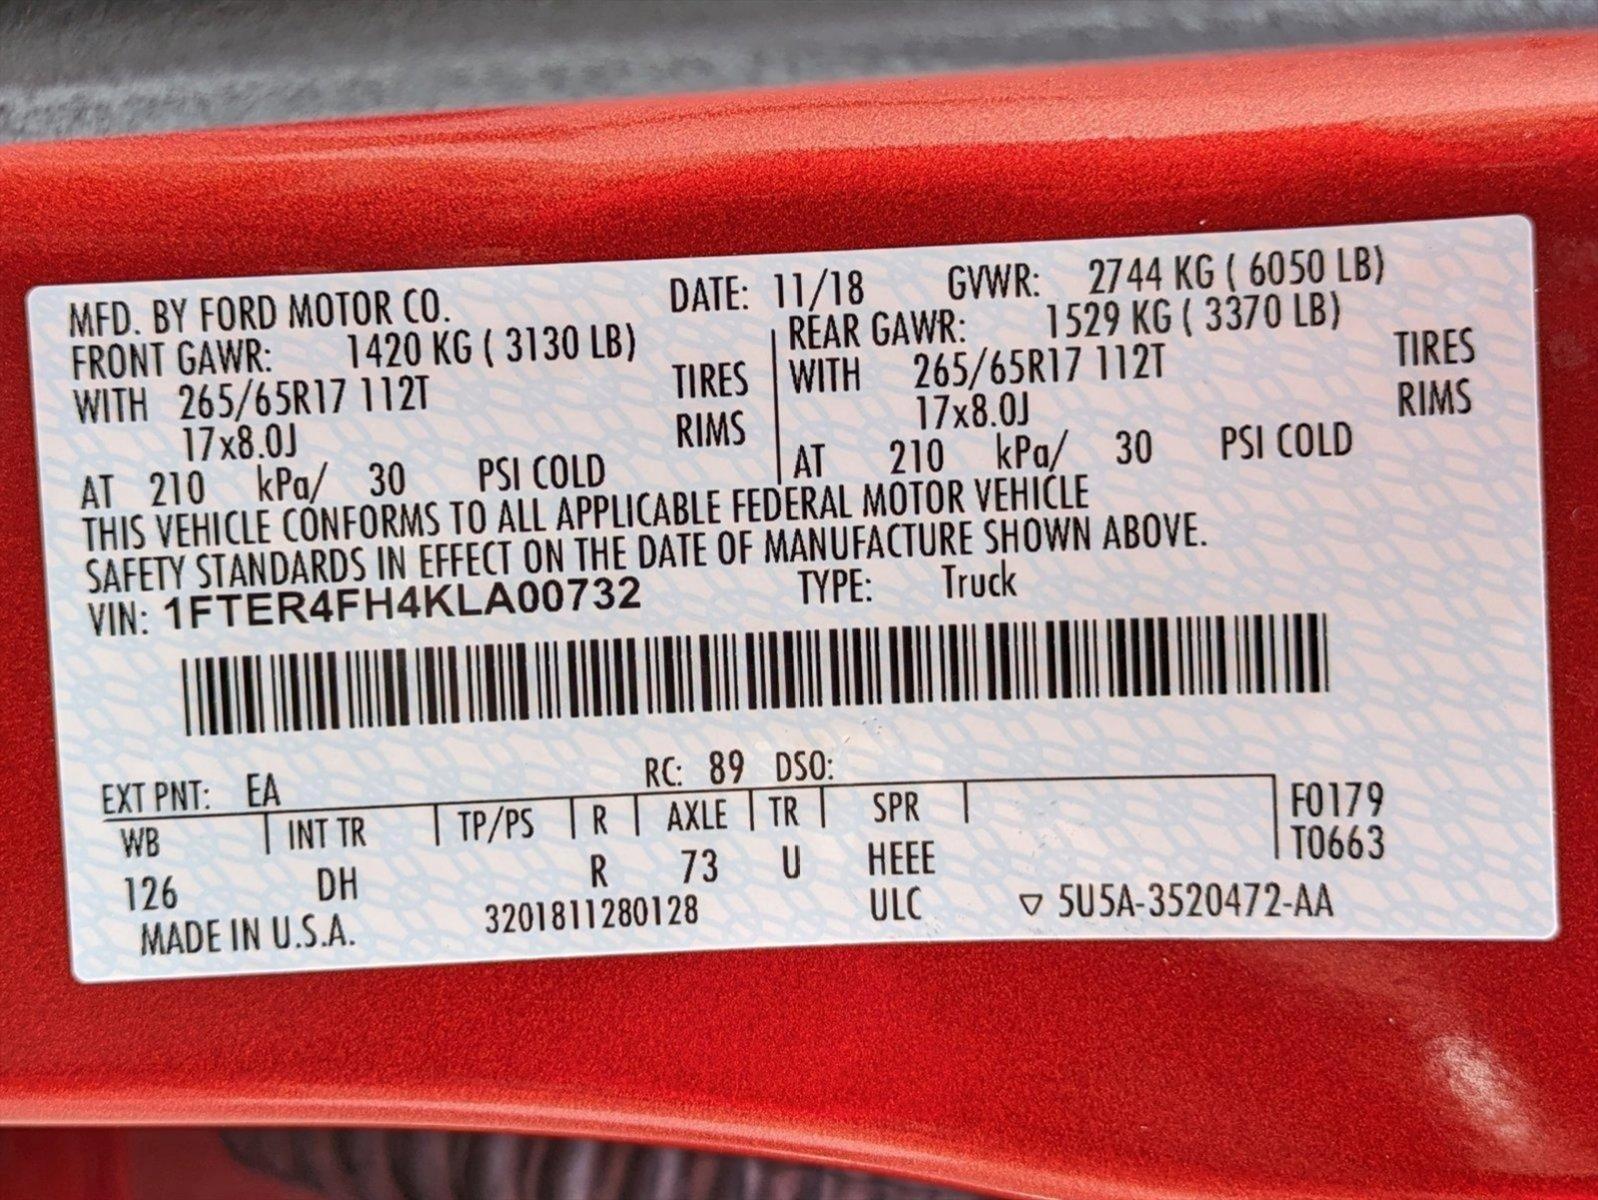 MFD. BY FORD MOTOR CO. DATE: 11/18 GVWR: 2744 KG ( 6050 LB)
FRONT GAWR: 1420 KG ( 3130 LB) REAR GAWR: 1529 KG ( 3370 LB)
WITH 265/65R17 112T TIRES WITH 265/65R17 112T TIRES
17x8.0J RIMS 17x8.0J RIMS
AT 210 kPa/ 30 PSI COLD AT 210 kPa/ 30 PSI COLD
THIS VEHICLE CONFORMS TO ALL APPLICABLE FEDERAL MOTOR VEHICLE
SAFETY STANDARDS IN EFFECT ON THE DATE OF MANUFACTURE SHOWN ABOVE.
VIN: 1FTER4FH4KLA00732 TYPE: Truck
EXT PNT: EA RC: 89 DSO:
WB INT TR TP/PS R AXLE TR SPR F0179
126 DH R 73 U HEEE T0663
MADE IN U.S.A. 3201811280128 ULC ▽ 5U5A-3520472-AA